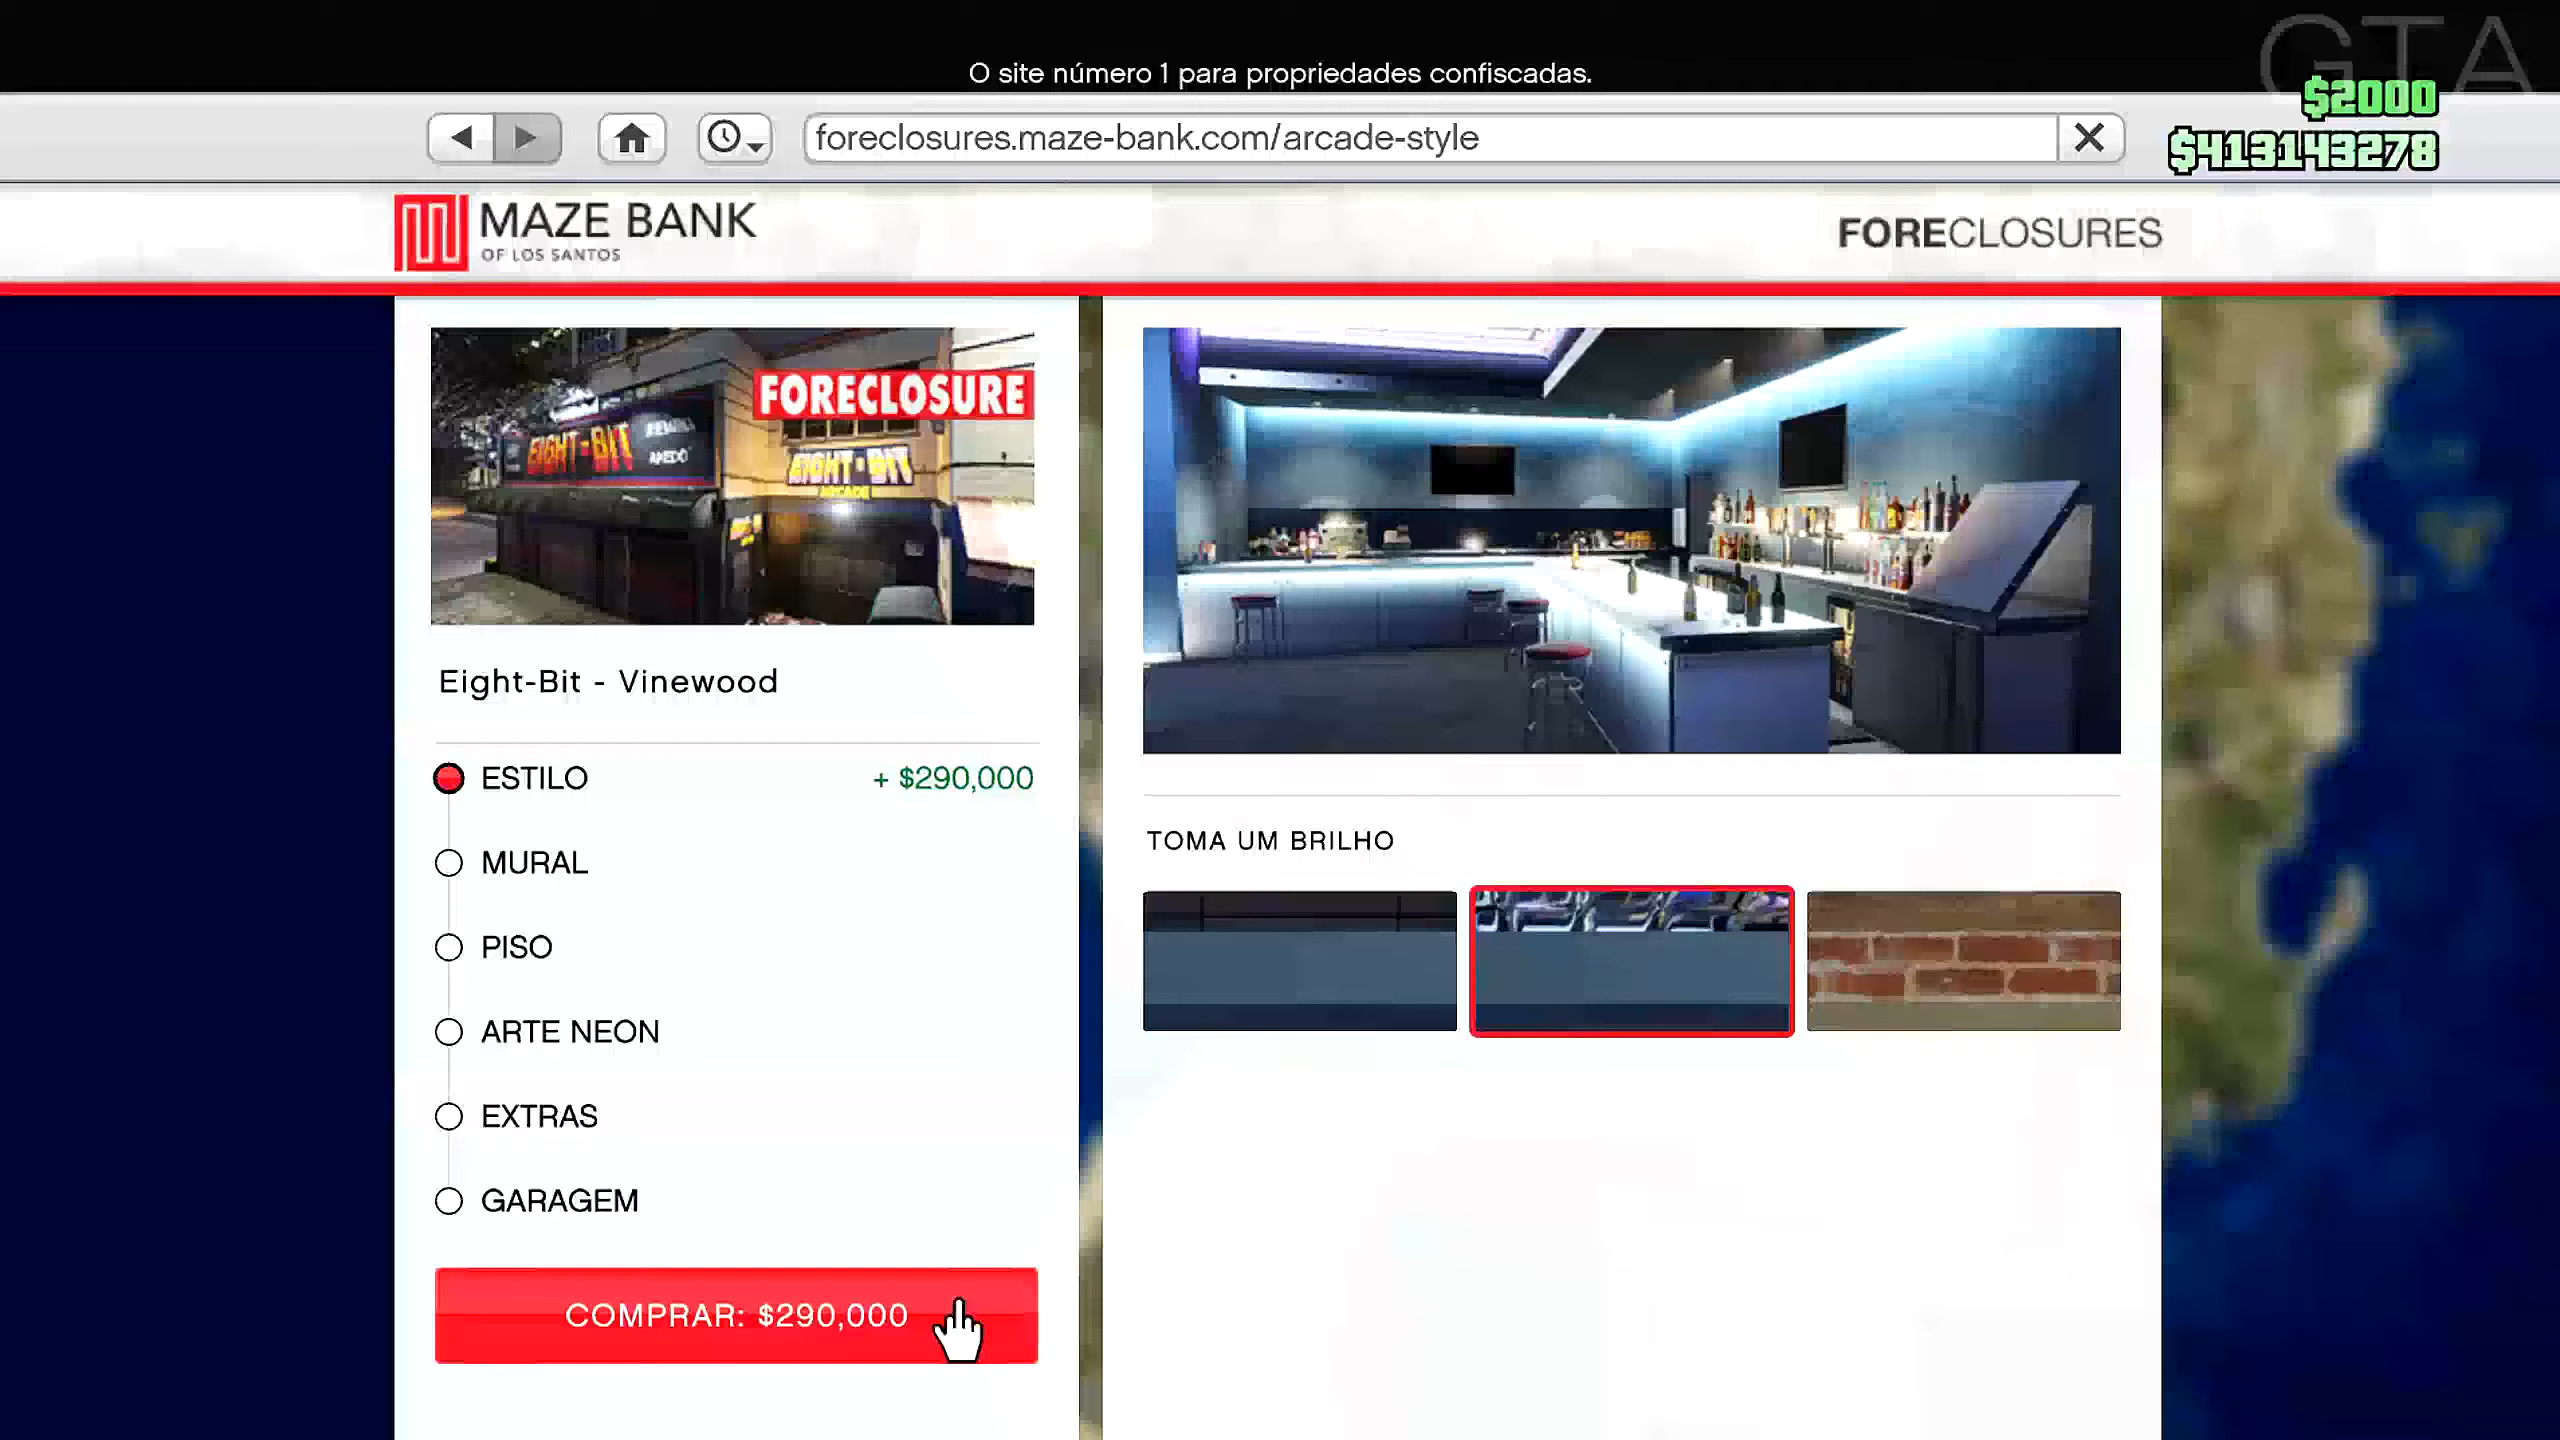 O site número 1 para propriedades confiscadas.
GTA
$2000
foreclosures.maze-bank.com/arcade-style
$413143278
MAZE BANK
OF LOS SANTOS
FORECLOSURES
FORECLOSURE
EIGHT-BIT
EIGHT-BIT
ARCADE
Eight-Bit - Vinewood
ESTILO + $290,000
TOMA UM BRILHO
MURAL
PISO
ARTE NEON
EXTRAS
GARAGEM
COMPRAR: $290,000